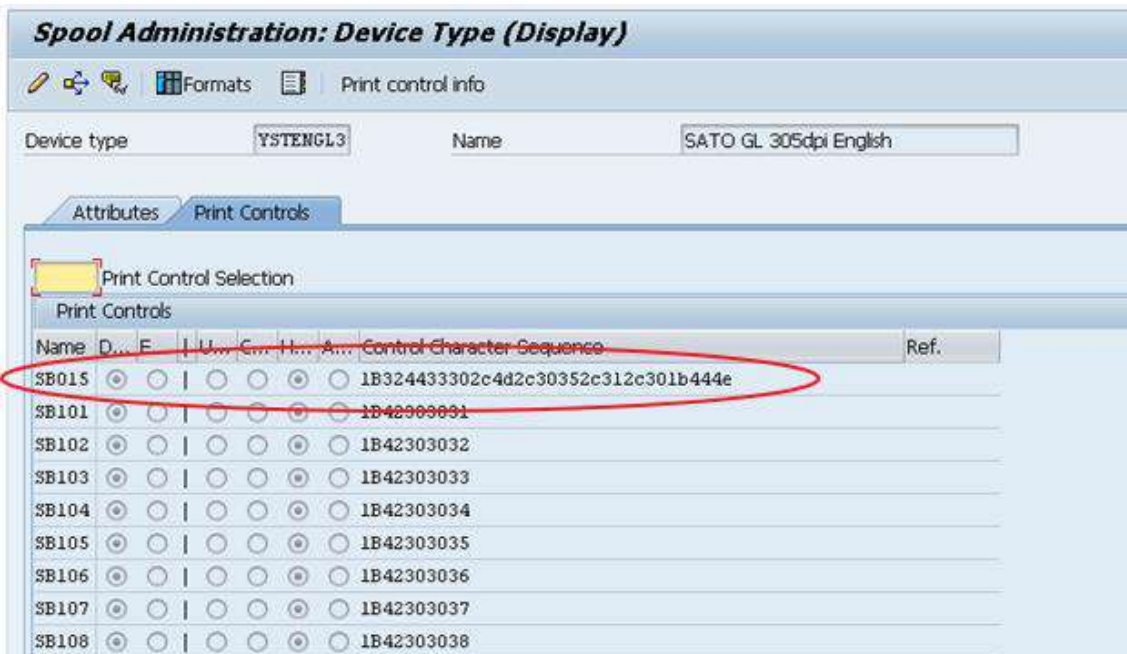 Spool Administration: Device Type (Display)
Formats Print control info
Device type YSTENGL3 Name SATO GL 305dpi English
Attributes Print Controls
Print Control Selection
Print Controls
Name D... F | U... C... H... A... Control Character Sequence Ref.
SB015 | 1B324433302c4d2c30352c312c301b444e
SB101 | 1B42303031
SB102 | 1B42303032
SB103 | 1B42303033
SB104 | 1B42303034
SB105 | 1B42303035
SB106 | 1B42303036
SB107 | 1B42303037
SB108 | 1B42303038